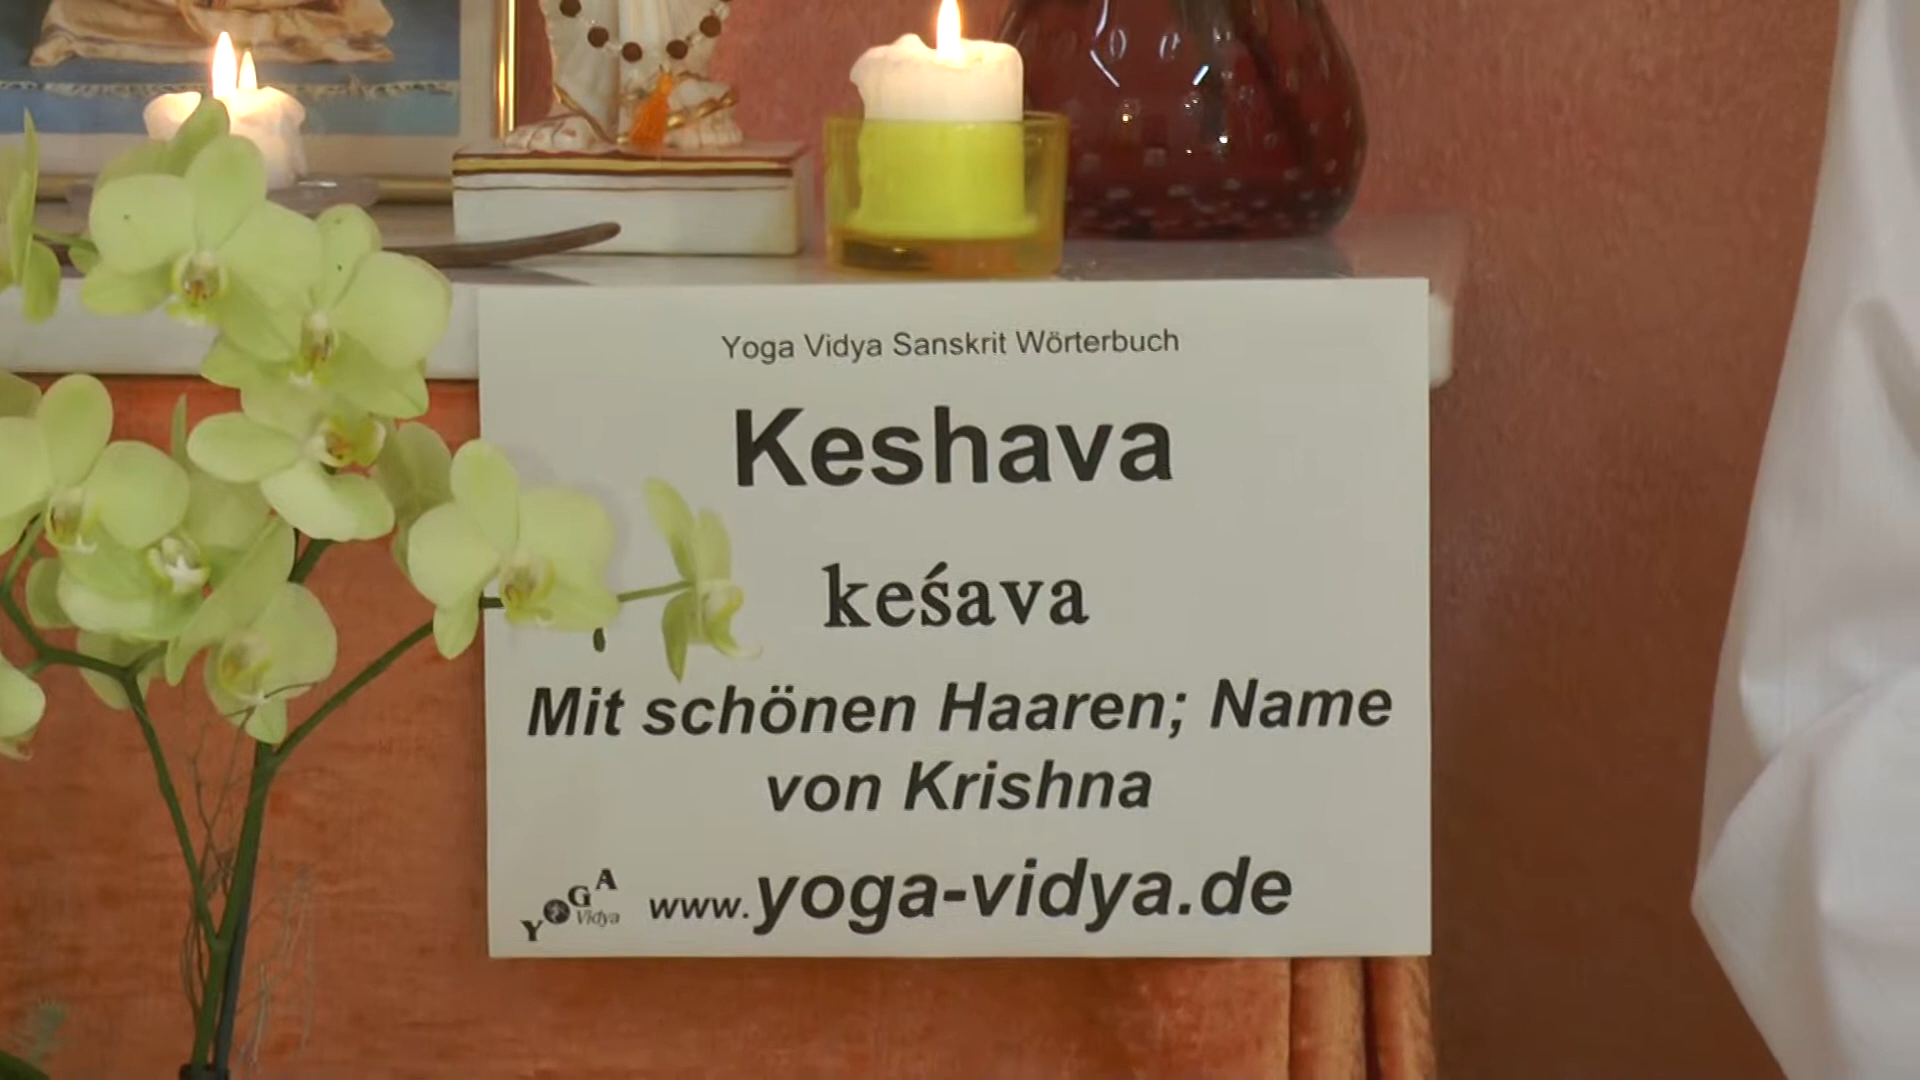 Yoga Vidya Sanskrit Wörterbuch
Keshava
keśava
Mit schönen Haaren; Name
von Krishna
YOGA Vidya www.yoga-vidya.de